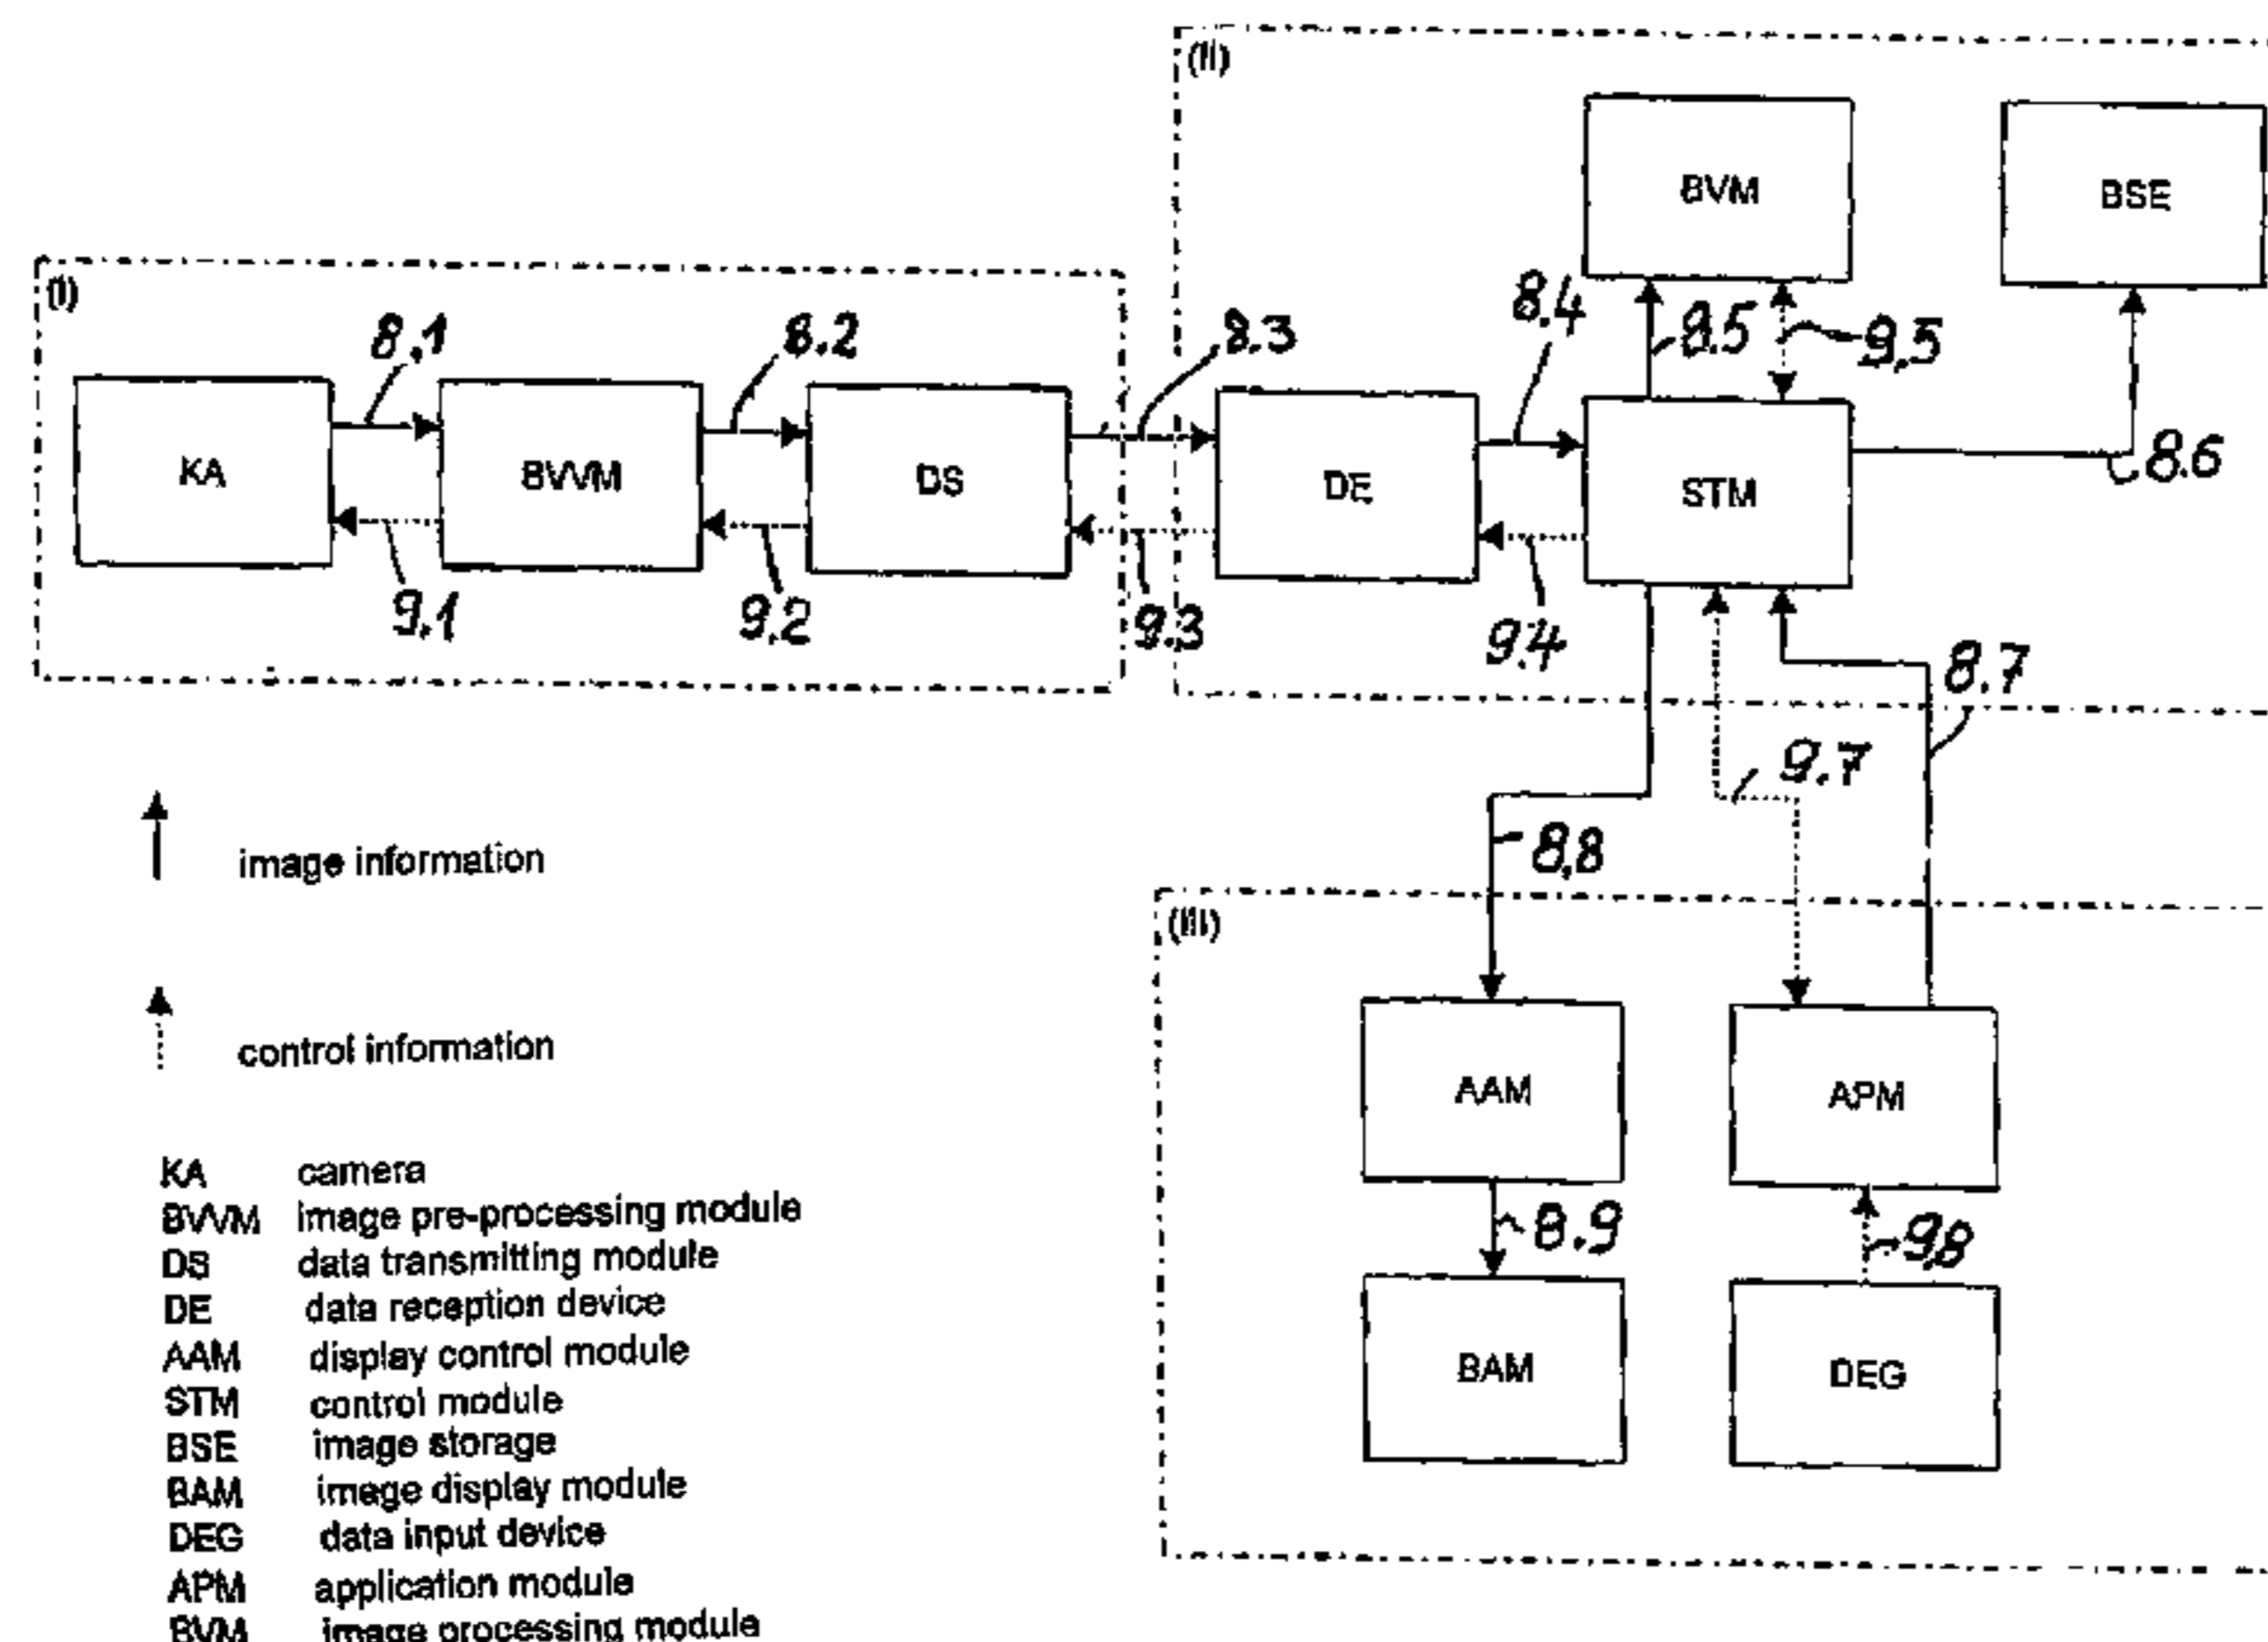 (II)
BVM
BSE
(I)
8.1
8.2
8.3
8.4
8.5
9.5
KA
BVVM
DS
DE
STM
8.6
9.1
9.2
9.3
9.4
8.7
9.7
image information
8.8
(III)
control information
AAM
APM
KA camera
BVVM image pre-processing module
8.9
9.8
DS data transmitting module
DE data reception device
AAM display control module
BAM
DEG
STM control module
BSE image storage
BAM image display module
DEG data input device
APM application module
BVM image processing module